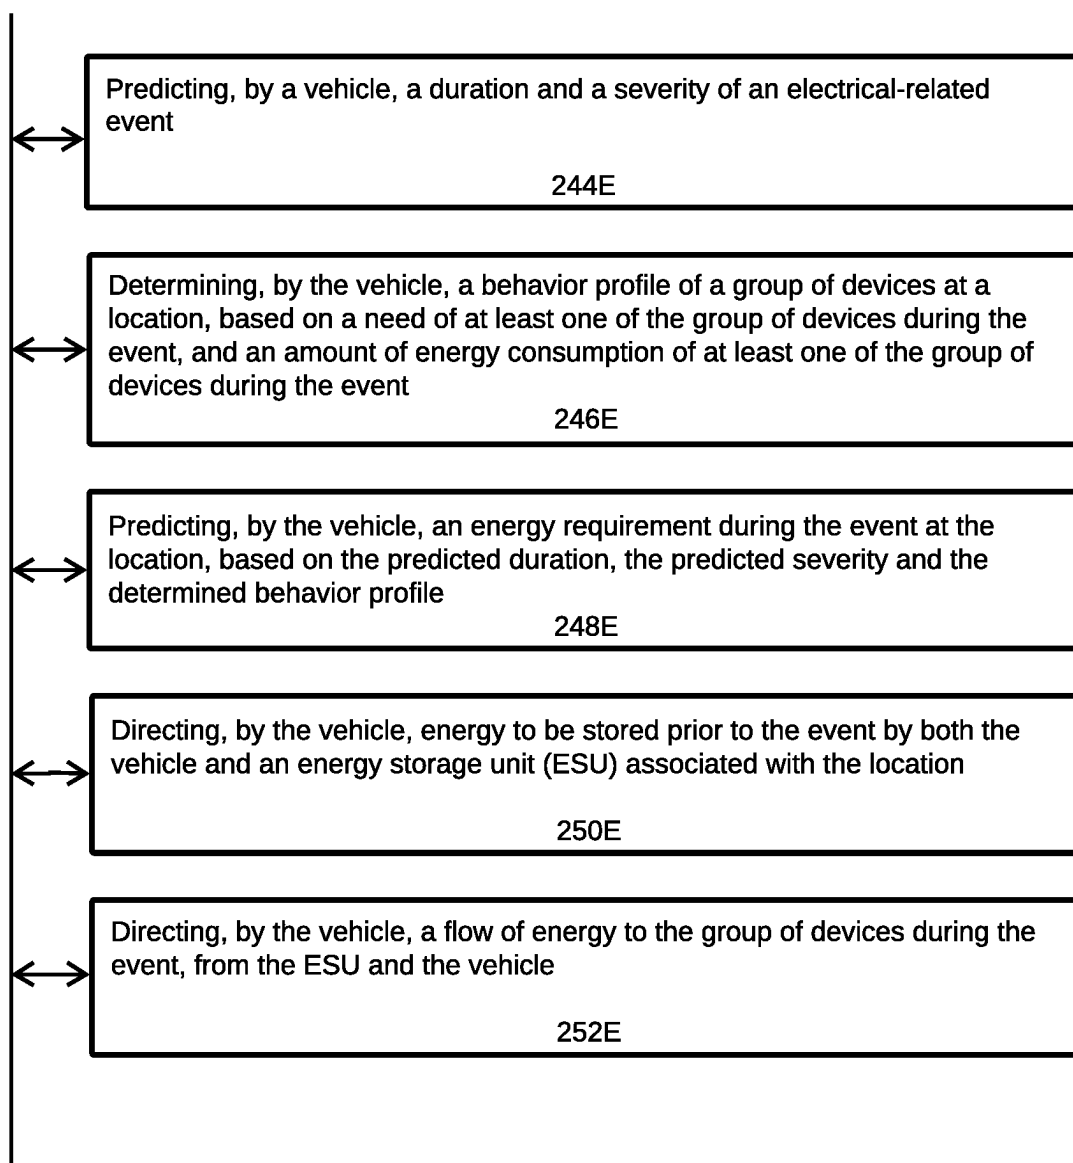 Predicting, by a vehicle, a duration and a severity of an electrical-related
event
244E
Determining, by the vehicle, a behavior profile of a group of devices at a
location, based on a need of at least one of the group of devices during the
event, and an amount of energy consumption of at least one of the group of
devices during the event
246E
Predicting, by the vehicle, an energy requirement during the event at the
location, based on the predicted duration, the predicted severity and the
determined behavior profile
248E
Directing, by the vehicle, energy to be stored prior to the event by both the
vehicle and an energy storage unit (ESU) associated with the location
250E
Directing, by the vehicle, a flow of energy to the group of devices during the
event, from the ESU and the vehicle
252E